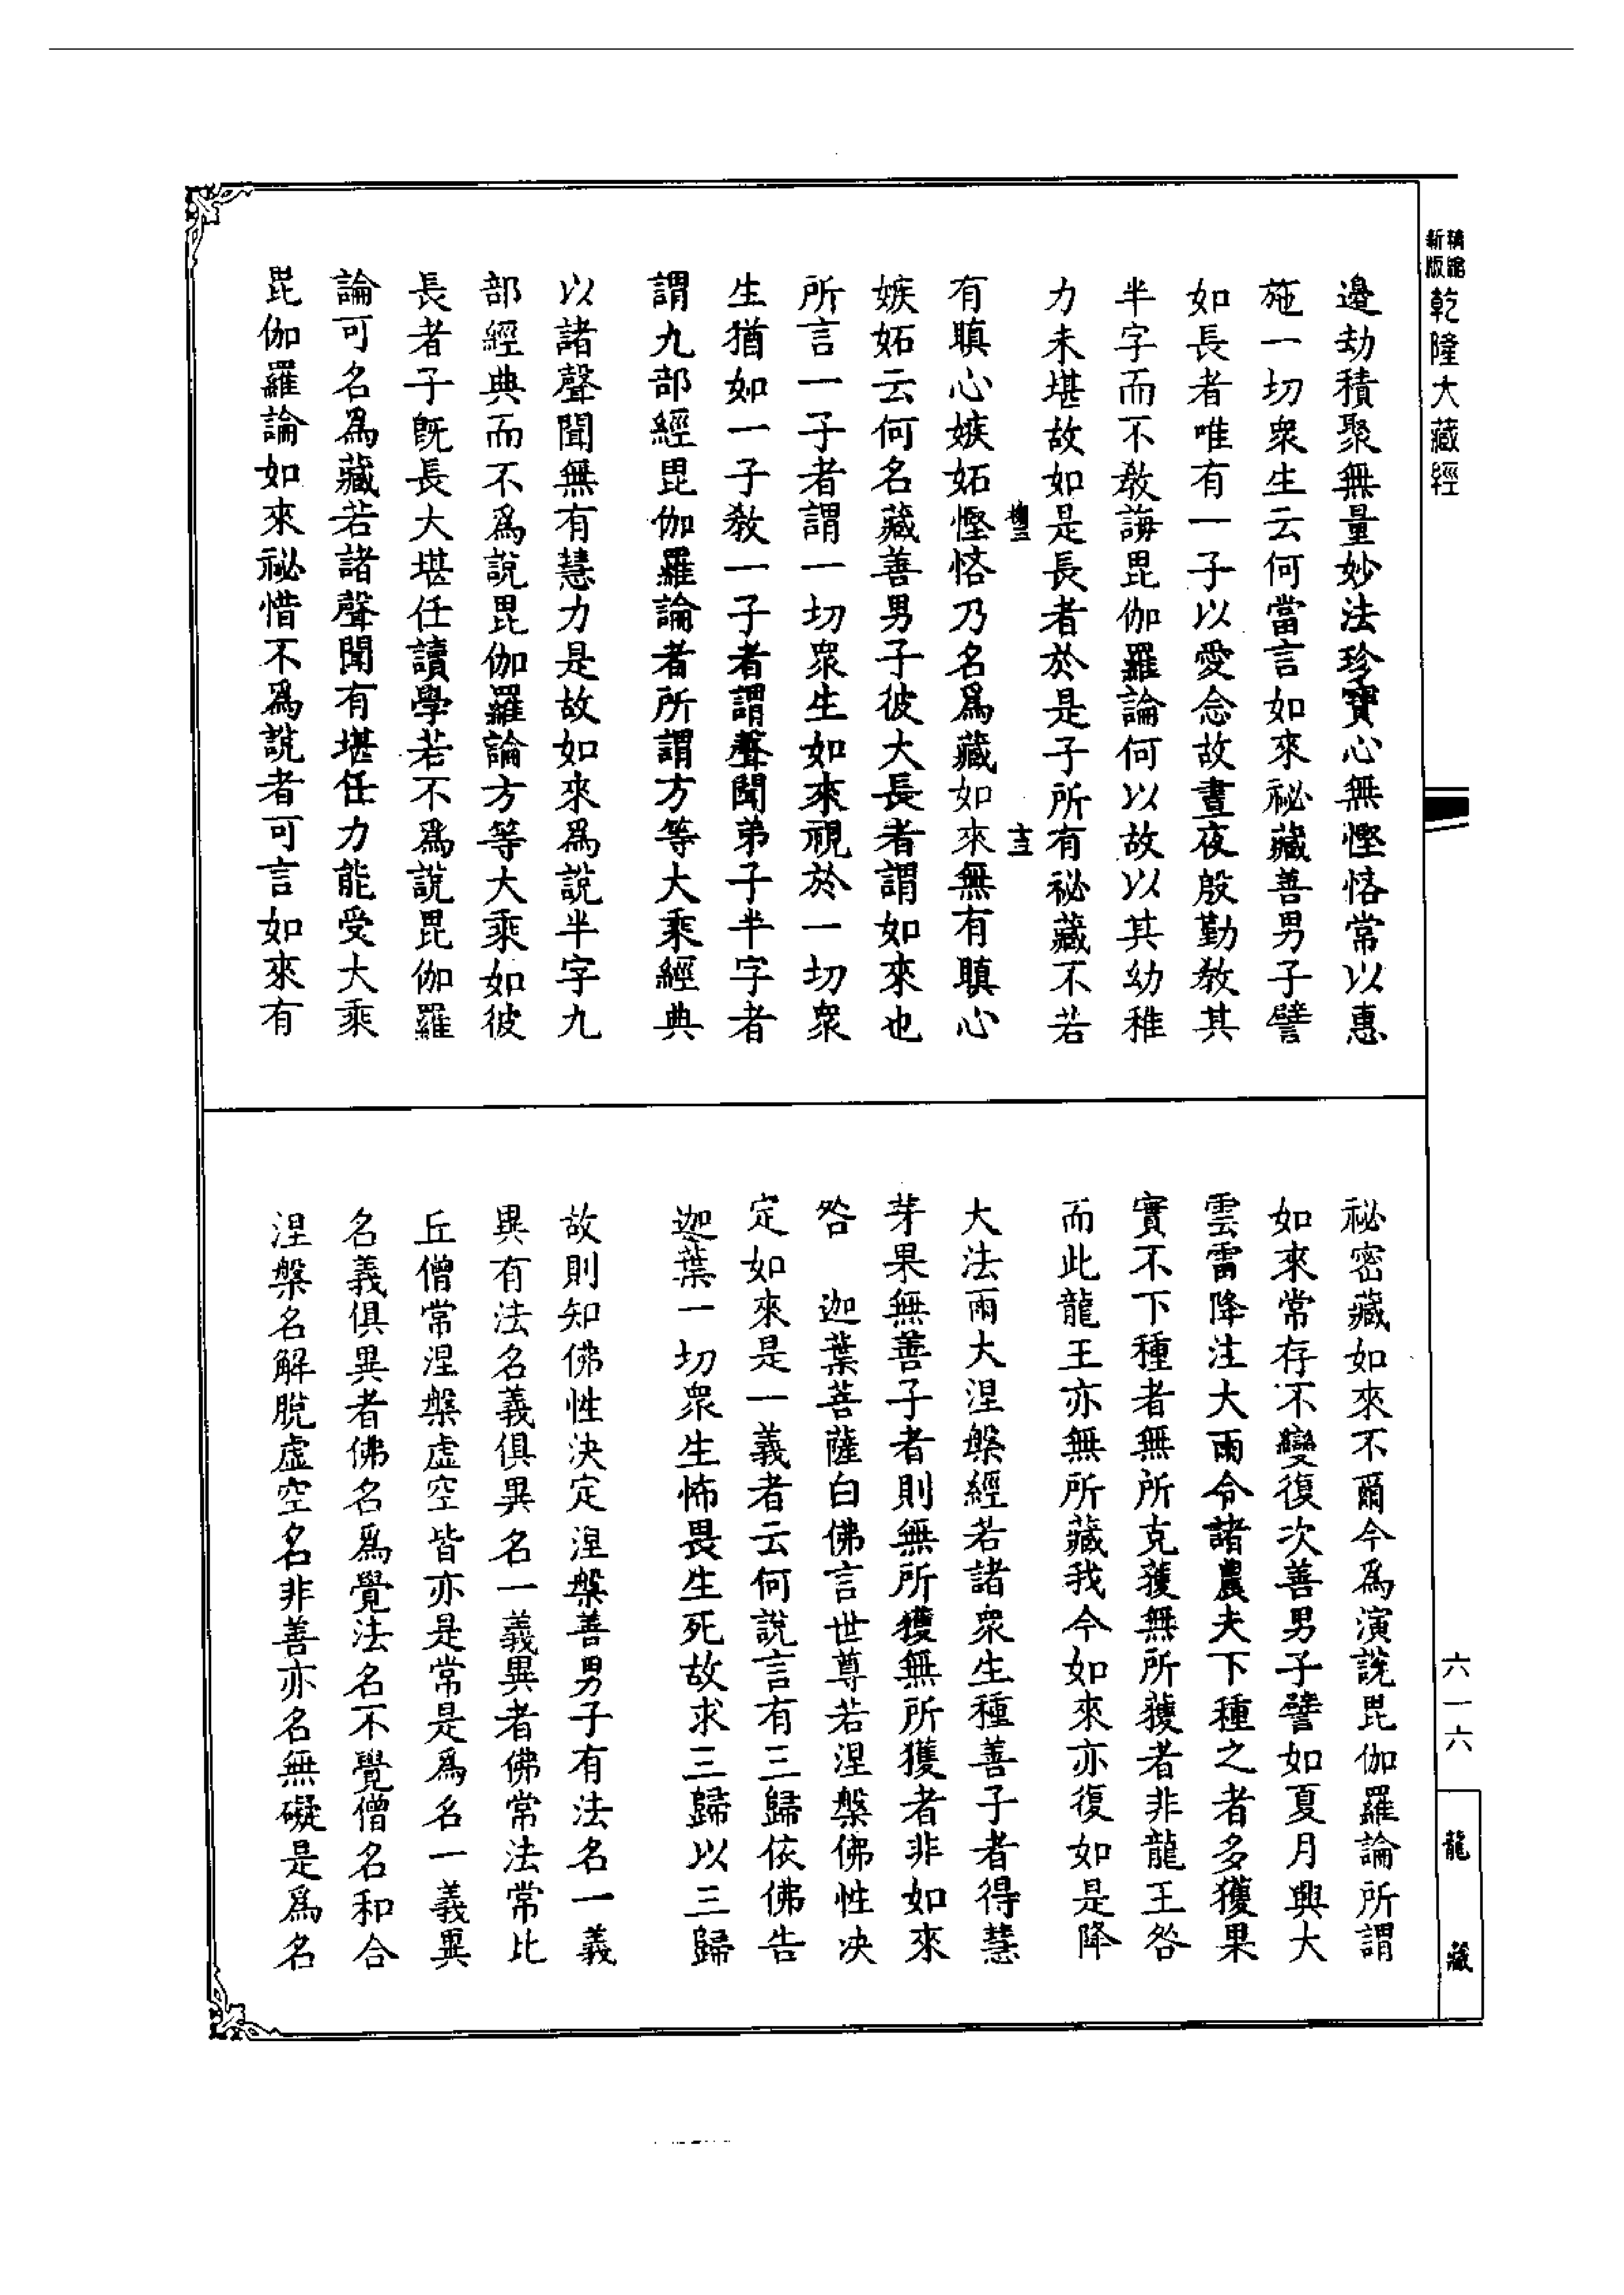 精縮新版乾隆大藏經
邊劫積聚無量妙法珍寶心無慳悋常以惠
施一切衆生云何當言如來祕藏善男子譬
如長者唯有一子以愛念故晝夜殷勤教其
半字而不教誨毘伽羅論何以故以其幼稚
力未堪故如是長者於是子所有秘藏不若
有瞋心嫉妬慳悋乃名爲藏如來無有瞋心
嫉妬云何名藏善男子彼大長者謂如來也
所言一子者謂一切衆生如來視於一切衆
生猶如一子教一子者謂聲聞弟子半字者
謂九部經毘伽羅論者所謂方等大乘經典
以諸聲聞無有慧力是故如來爲說半字九
部經典而不爲說毘伽羅論方等大乘如彼
長者子旣長大堪任讀學若不爲說毘伽羅
論可名爲藏若諸聲聞有堪任力能受大乘
毘伽羅論如來祕惜不爲說者可言如來有
祕密藏如來不爾今爲演說毘伽羅論所謂
如來常存不變復次善男子譬如夏月興大
雲雷降注大雨令諸農夫下種之者多獲果
實不下種者無所克獲無所獲者非龍王咎
而此龍王亦無所藏我今如來亦復如是降
大法雨大涅槃經若諸衆生種善子者得慧
芽果無善子者則無所獲無所獲者非如來
咎　迦葉菩薩白佛言世尊若涅槃佛性決
定如來是一義者云何說言有三歸依佛告
迦葉一切衆生怖畏生死故求三歸以三歸
故則知佛性決定涅槃善男子有法名一義
異有法名義俱異名一義異者佛常法常比
丘僧常涅槃虛空皆亦是常是爲名一義異
名義俱異者佛名爲覺法名不覺僧名和合
涅槃名解脫虛空名非善亦名無礙是爲名
六一六
龍藏